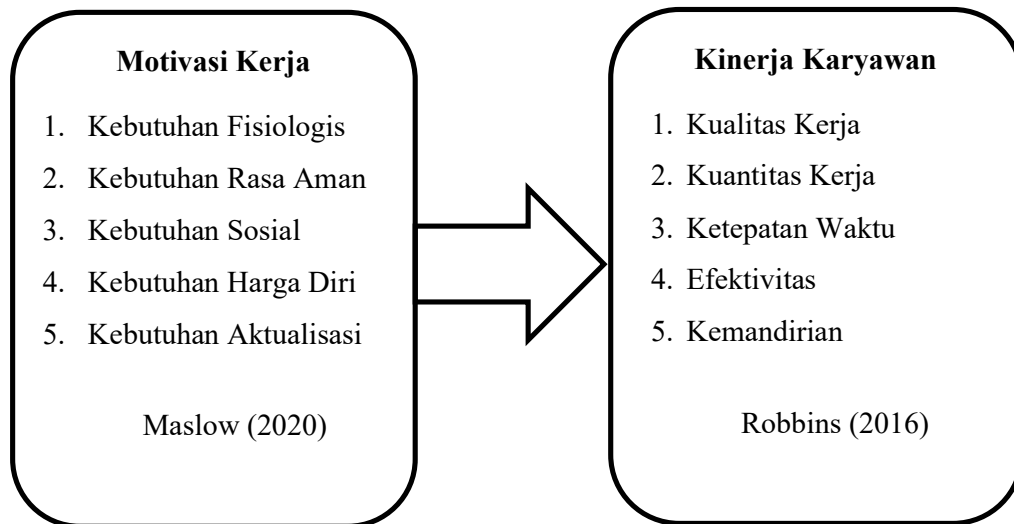 Motivasi Kerja
1. Kebutuhan Fisiologis
2. Kebutuhan Rasa Aman
3. Kebutuhan Sosial
4. Kebutuhan Harga Diri
5. Kebutuhan Aktualisasi
Maslow (2020)
Kinerja Karyawan
1. Kualitas Kerja
2. Kuantitas Kerja
3. Ketepatan Waktu
4. Efektivitas
5. Kemandirian
Robbins (2016)